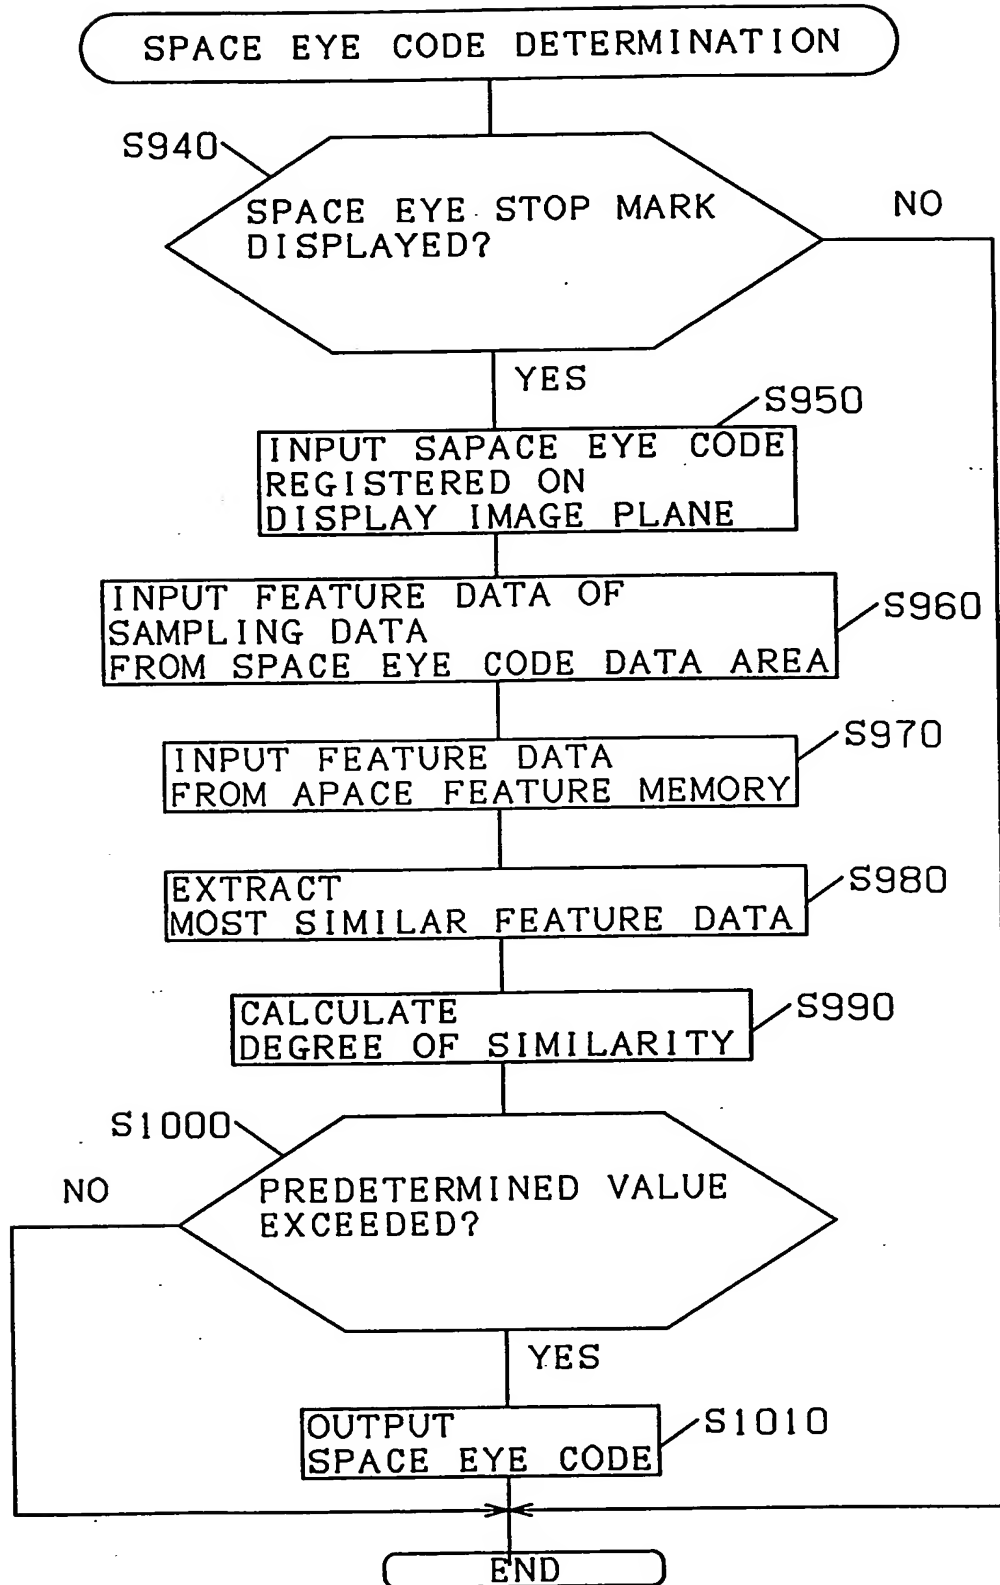 SPACE EYE CODE DETERMINATION
S940
SPACE EYE STOP MARK
DISPLAYED?
NO
YES
S950
INPUT SAPACE EYE CODE
REGISTERED ON
DISPLAY IMAGE PLANE
INPUT FEATURE DATA OF
SAMPLING DATA
FROM SPACE EYE CODE DATA AREA
S960
INPUT FEATURE DATA
FROM APACE FEATURE MEMORY
S970
EXTRACT
MOST SIMILAR FEATURE DATA
S980
CALCULATE
DEGREE OF SIMILARITY
S990
S1000
NO
PREDETERMINED VALUE
EXCEEDED?
YES
OUTPUT
SPACE EYE CODE
S1010
END